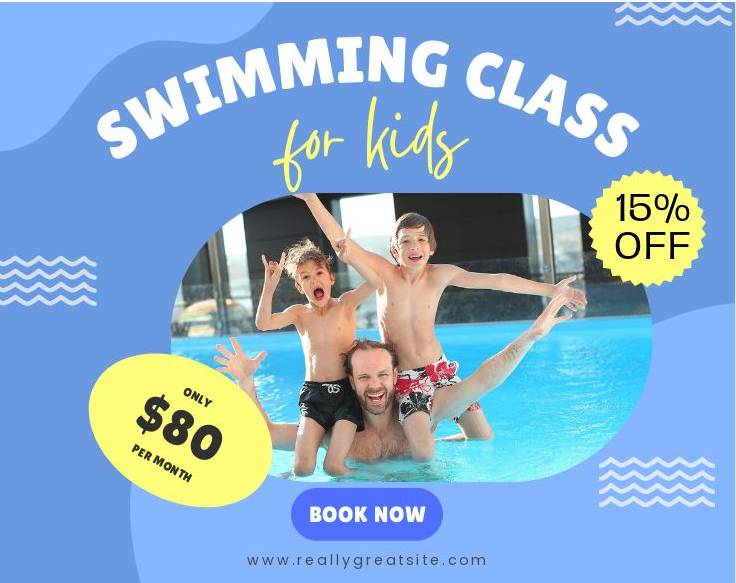 SWIMMING CLASS
for kids
15%
OFF
ONLY
$80
PER MONTH
BOOK NOW
www.reallygreatsite.com